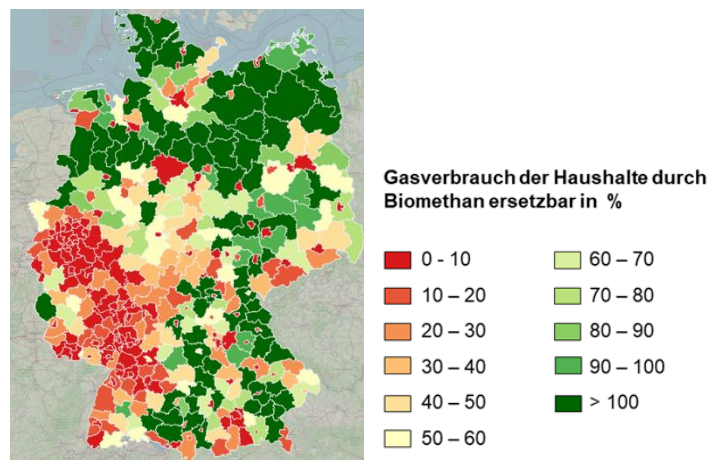 Gasverbrauch der Haushalte durch
Biomethan ersetzbar in %
0 - 10
10 – 20
20 – 30
30 – 40
40 – 50
50 – 60
60 – 70
70 – 80
80 – 90
90 – 100
> 100